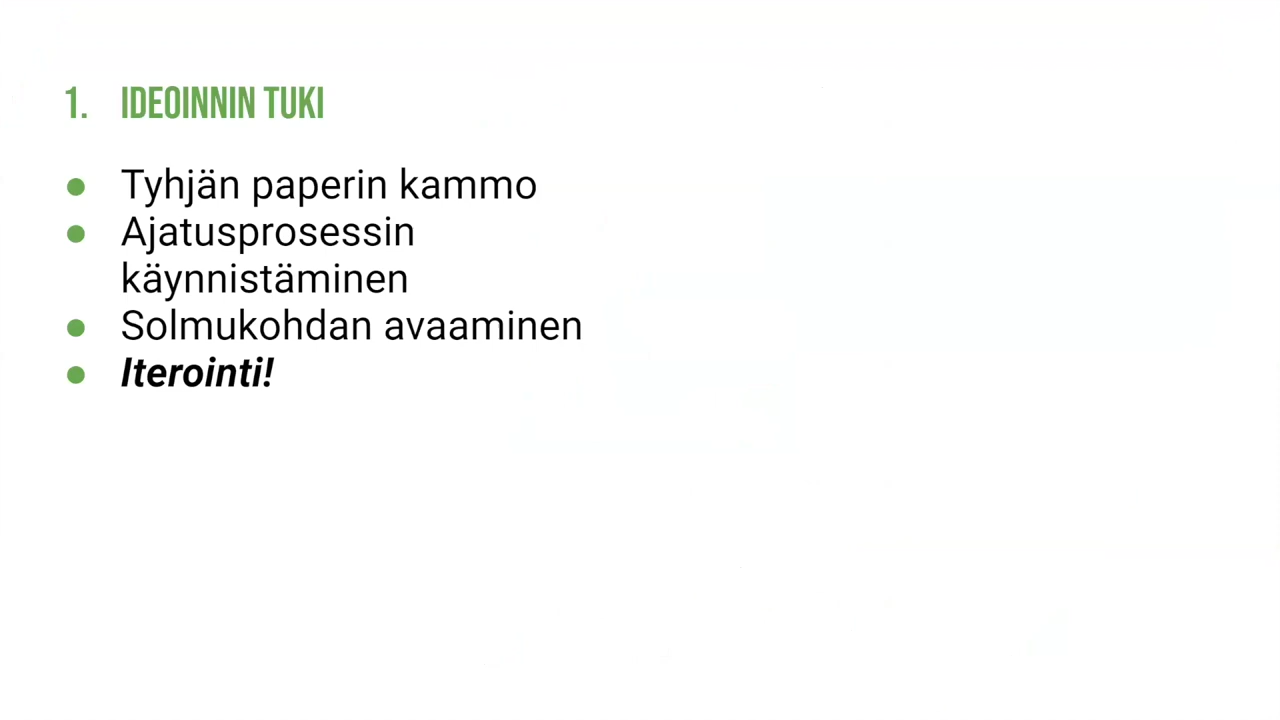 1. IDEOINNIN TUKI
● Tyhjän paperin kammo
● Ajatusprosessin
käynnistäminen
● Solmukohdan avaaminen
● Iterointi!